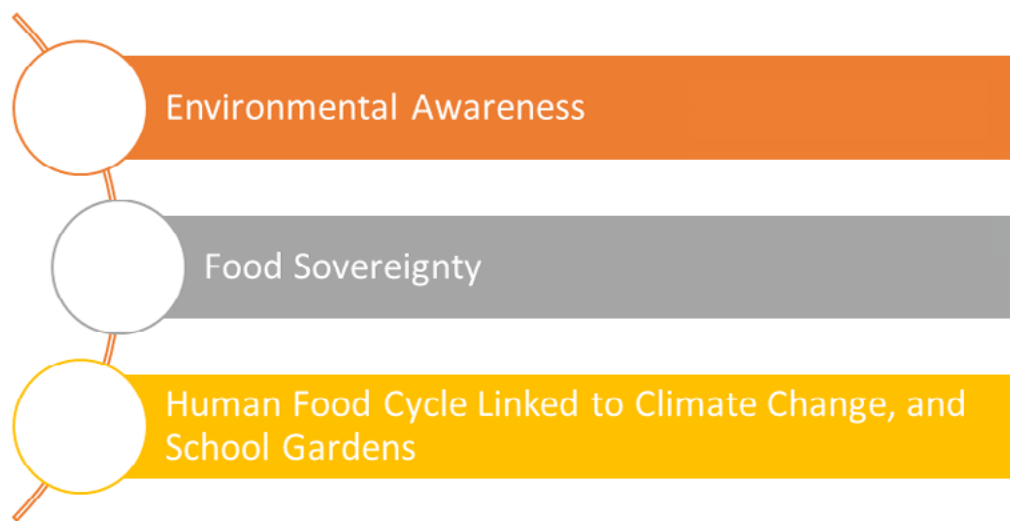 Environmental Awareness
Food Sovereignty
Human Food Cycle Linked to Climate Change, and
School Gardens